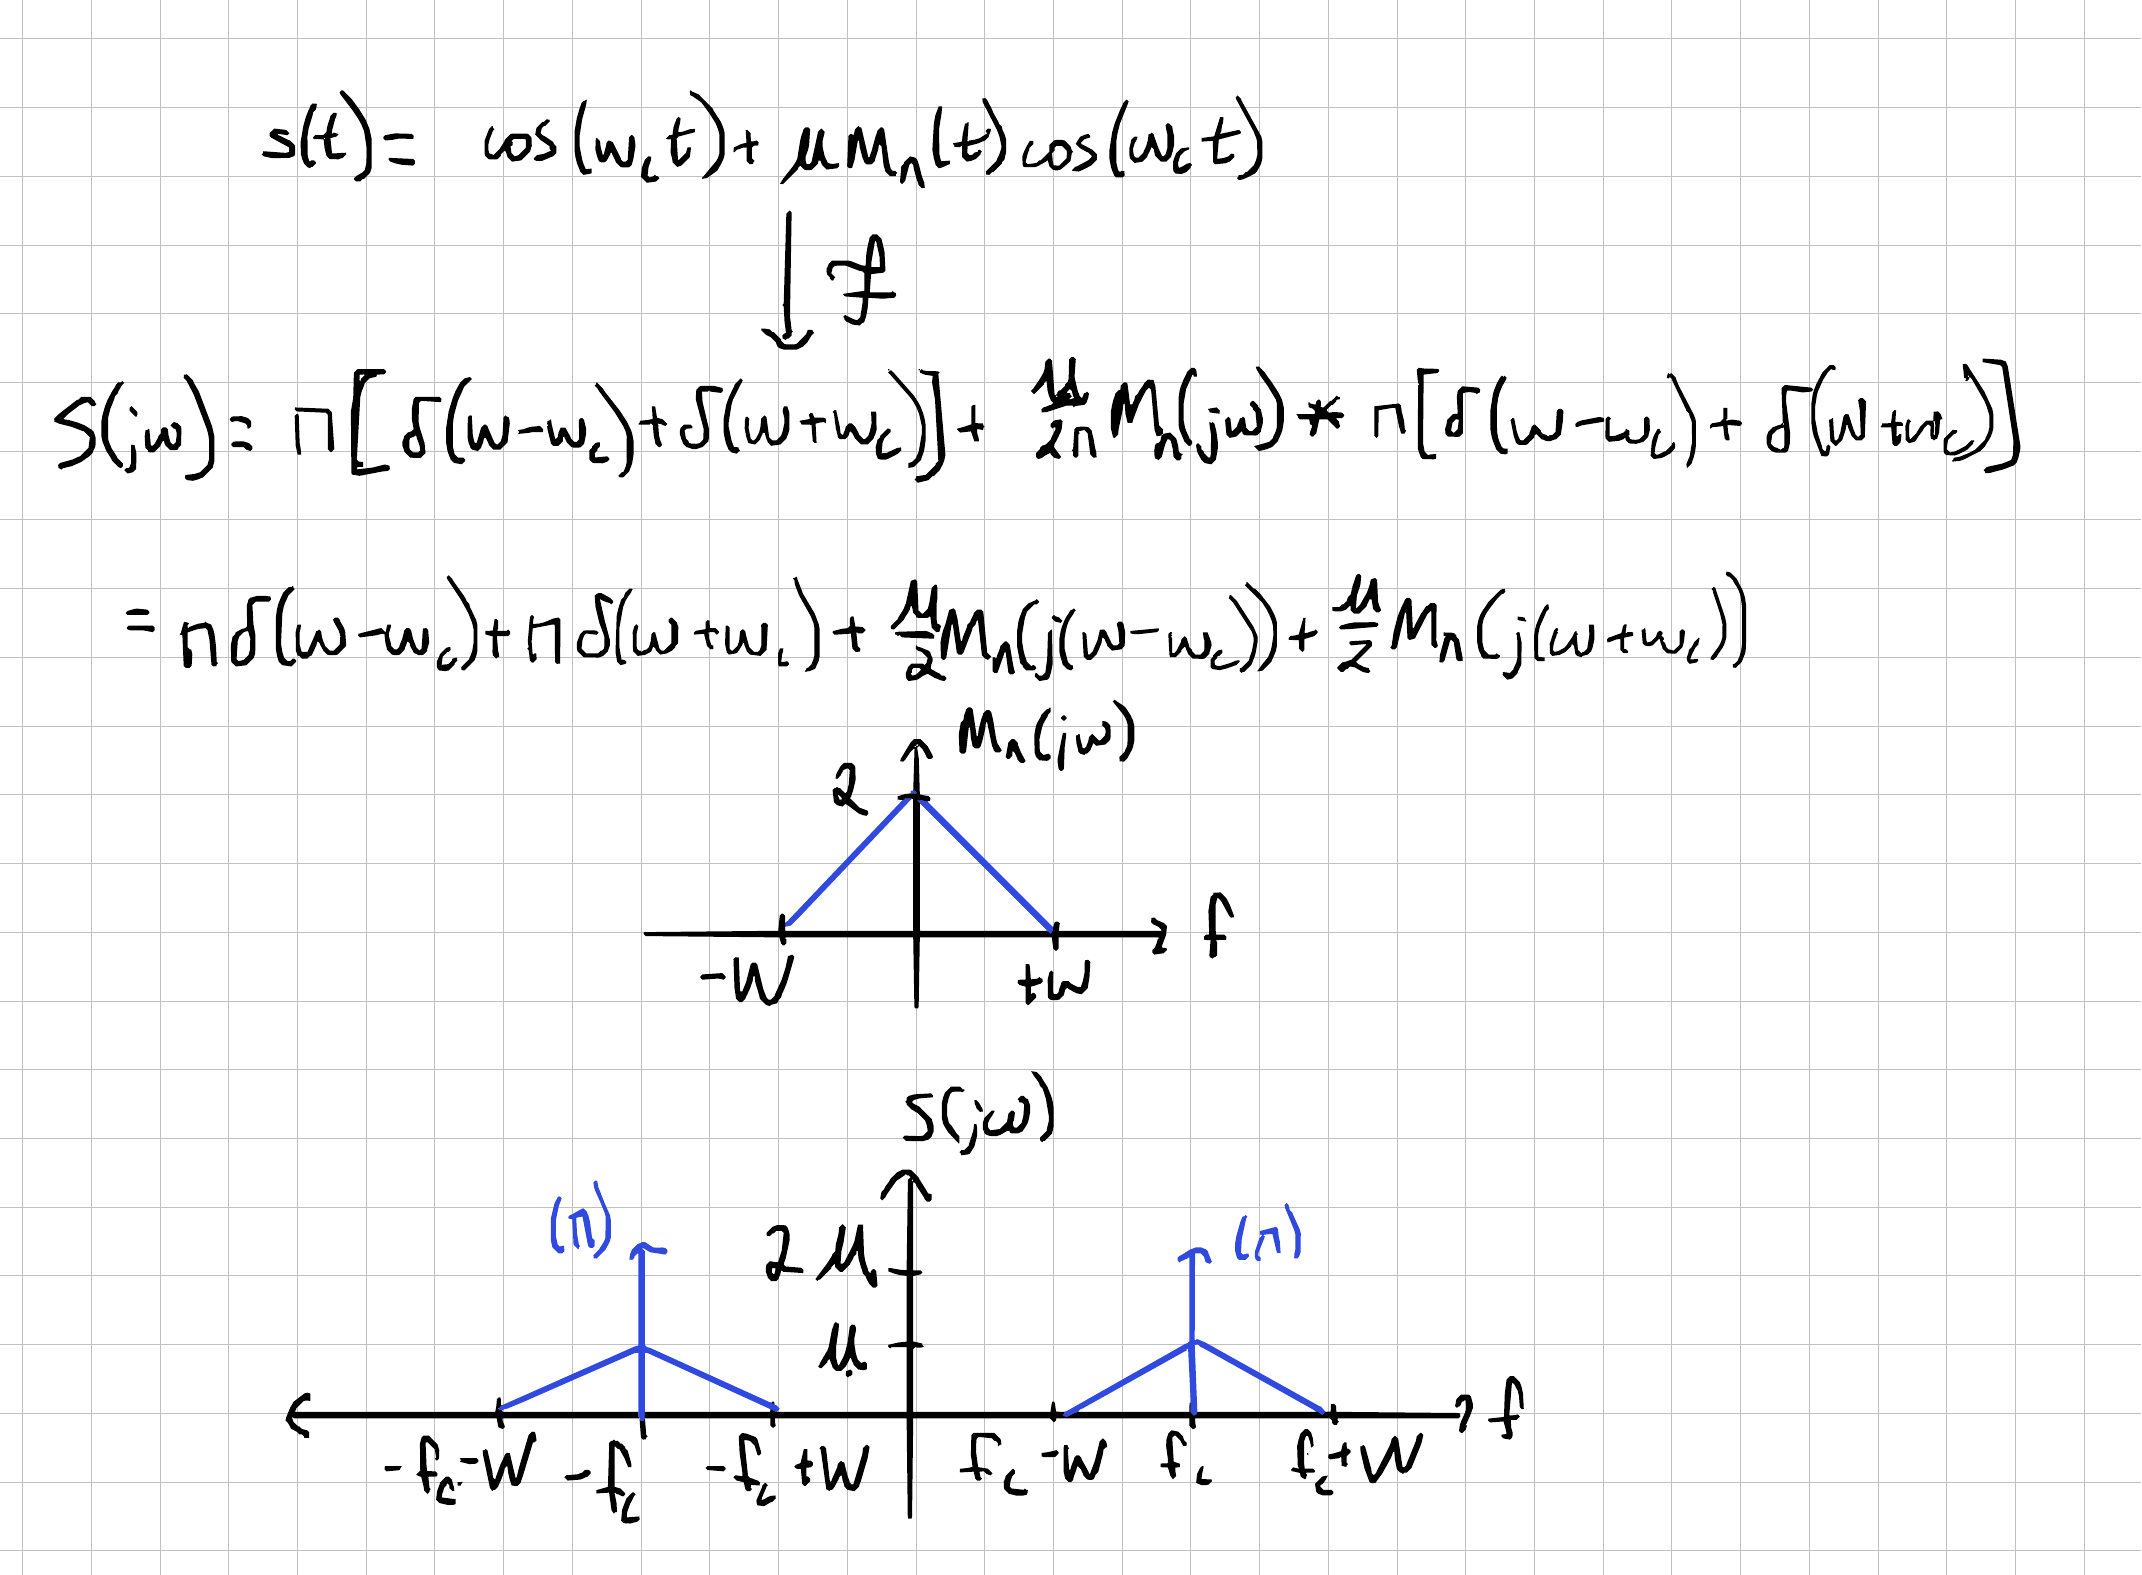 s(t) = cos(ω_c t) + μ m_n(t) cos(ω_c t)
↓ ℱ
S(jω) = π[δ(ω-ω_c) + δ(ω+ω_c)] + μ/2π M_n(jω) * π[δ(ω-ω_c) + δ(ω+ω_c)]
= πδ(ω-ω_c) + πδ(ω+ω_c) + μ/2 M_n(j(ω-ω_c)) + μ/2 M_n(j(ω+ω_c))
M_n(jω)
2
f
-W +W
S(jω)
(π) (π)
2μ
μ
f
-f_c-W -f_c -f_c+W f_c-W f_c f_c+W